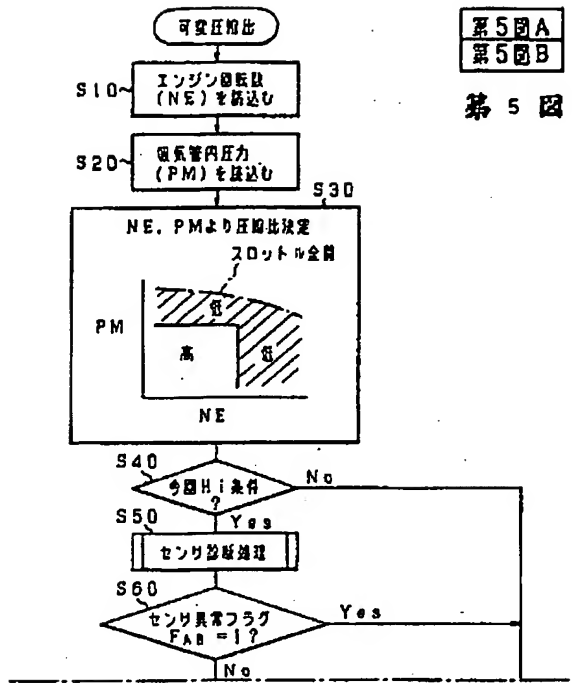 可変圧縮比
第5図A
第5図B
第 5 図
S10
エンジン回転数
(NE)を読込む
S20
吸気管内圧力
(PM)を読込む
S30
NE, PMより圧縮比決定
スロットル全開
低
PM
高
低
NE
S40
今回Hi条件
?
No
Yes
S50
センサ診断処理
S60
センサ異常フラグ
FAB =1?
Yes
No